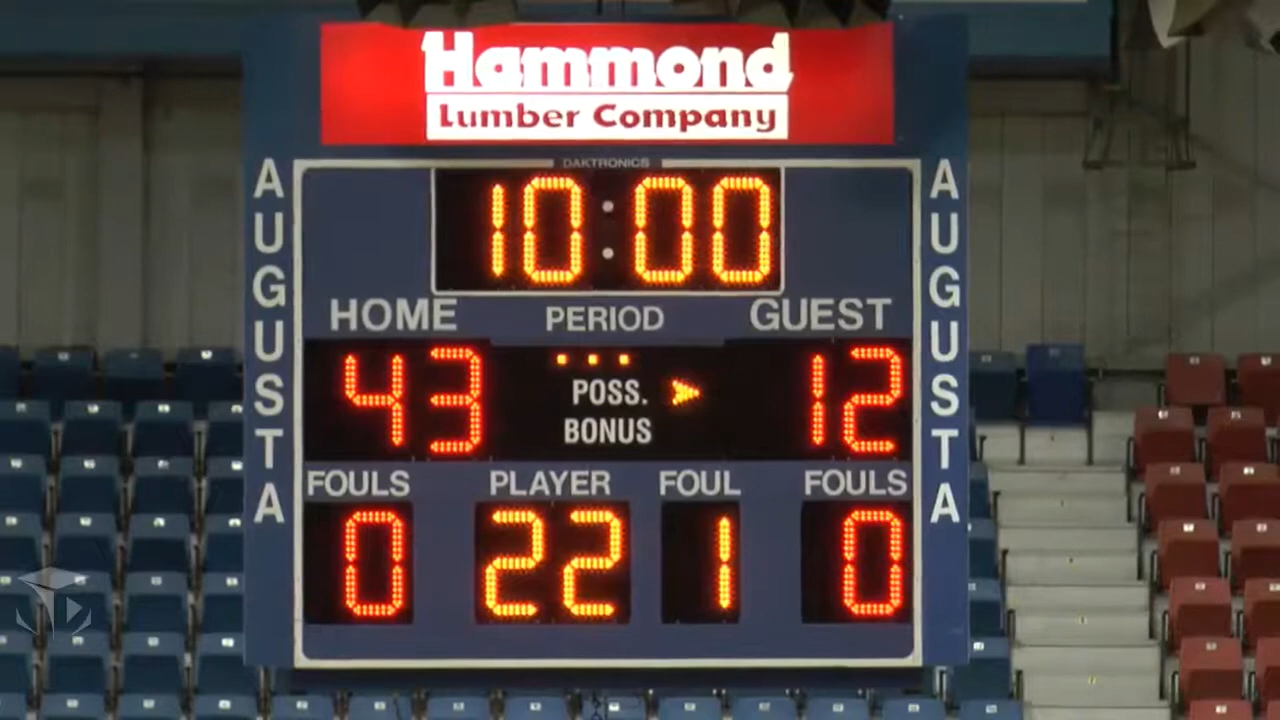 Hammond
Lumber Company
DAKTRONICS
AUGUSTA
AUGUSTA
10:00
HOME PERIOD GUEST
43 12
POSS.
BONUS
FOULS PLAYER FOUL FOULS
0 22 1 0